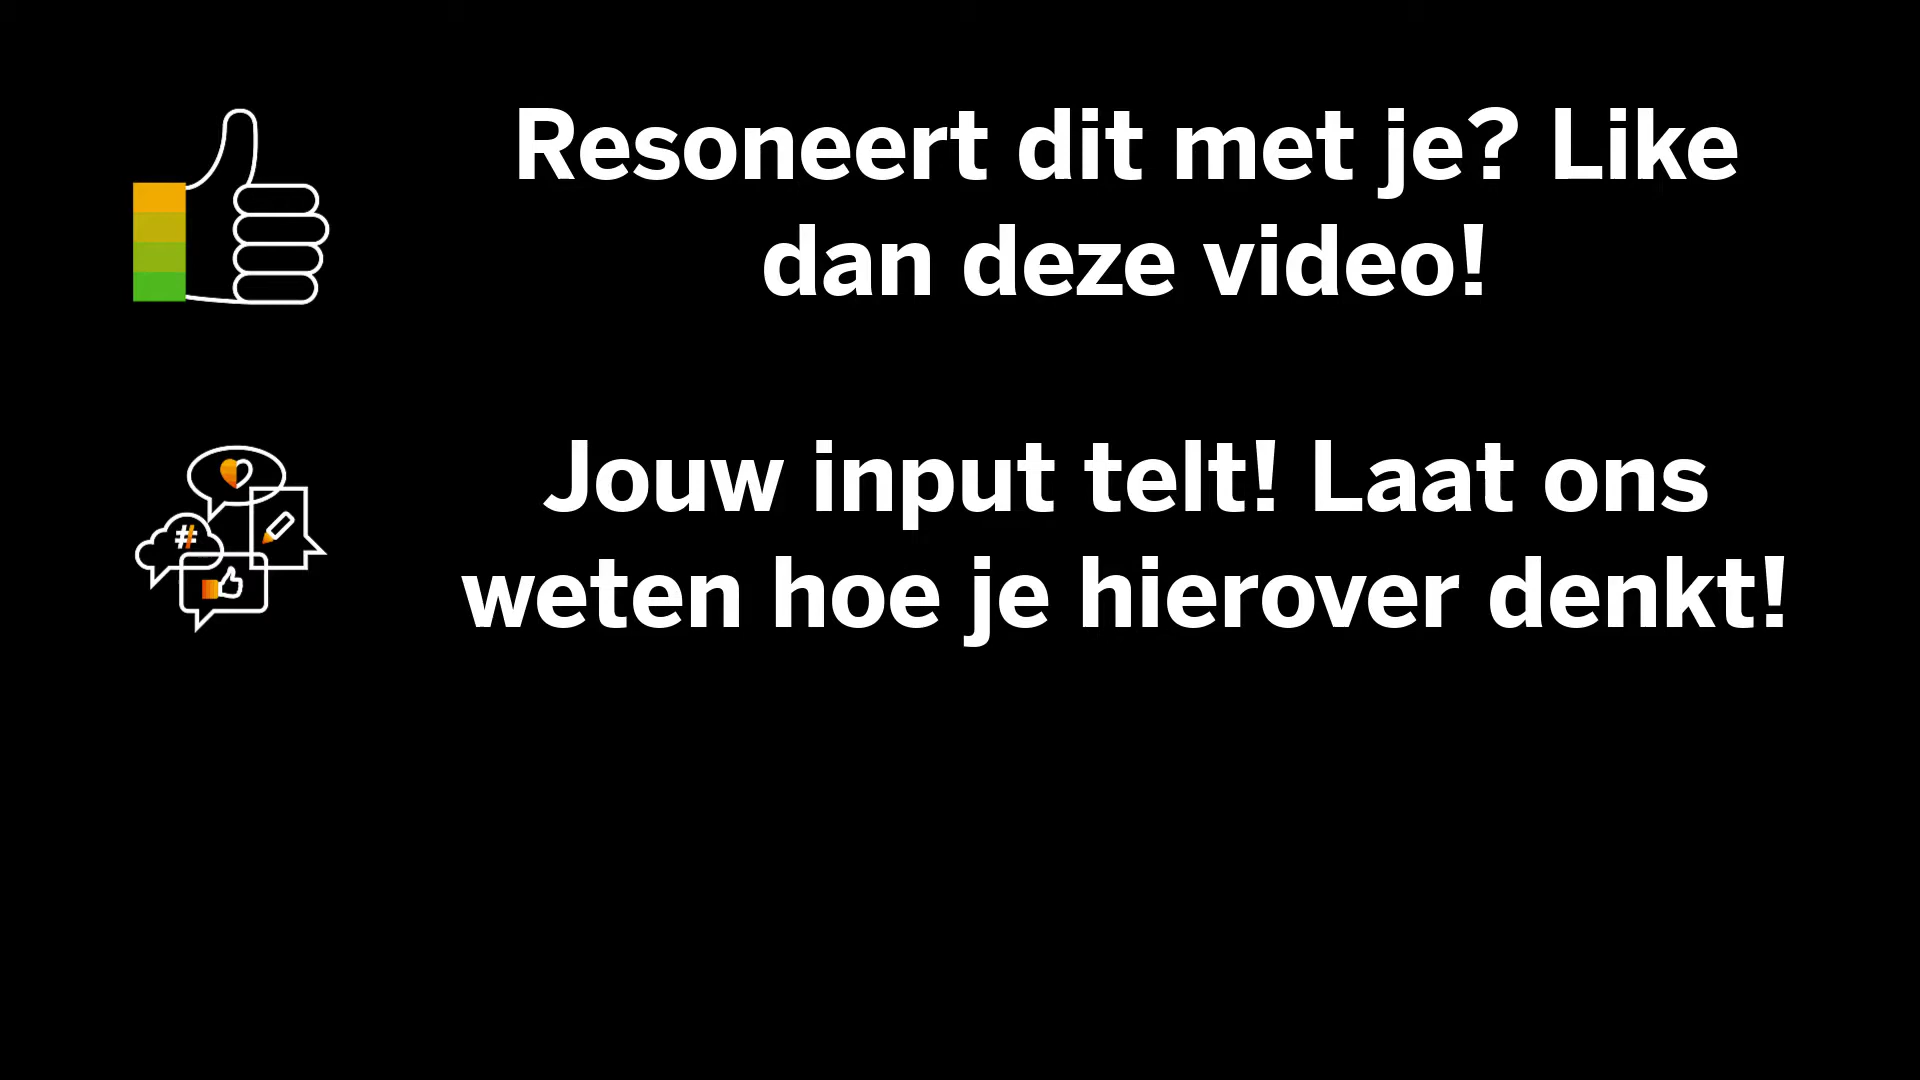 Resoneert dit met je? Like
dan deze video!
Jouw input telt! Laat ons
weten hoe je hierover denkt!
#